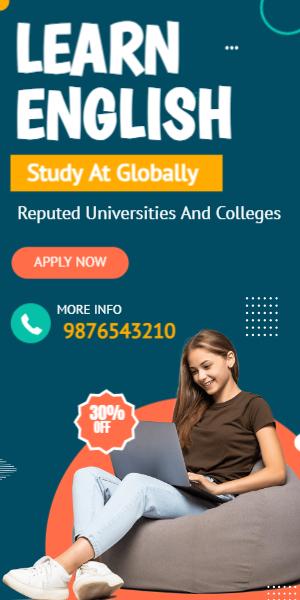 LEARN
ENGLISH
Study At Globally
Reputed Universities And Colleges
APPLY NOW
MORE INFO
9876543210
30%
OFF